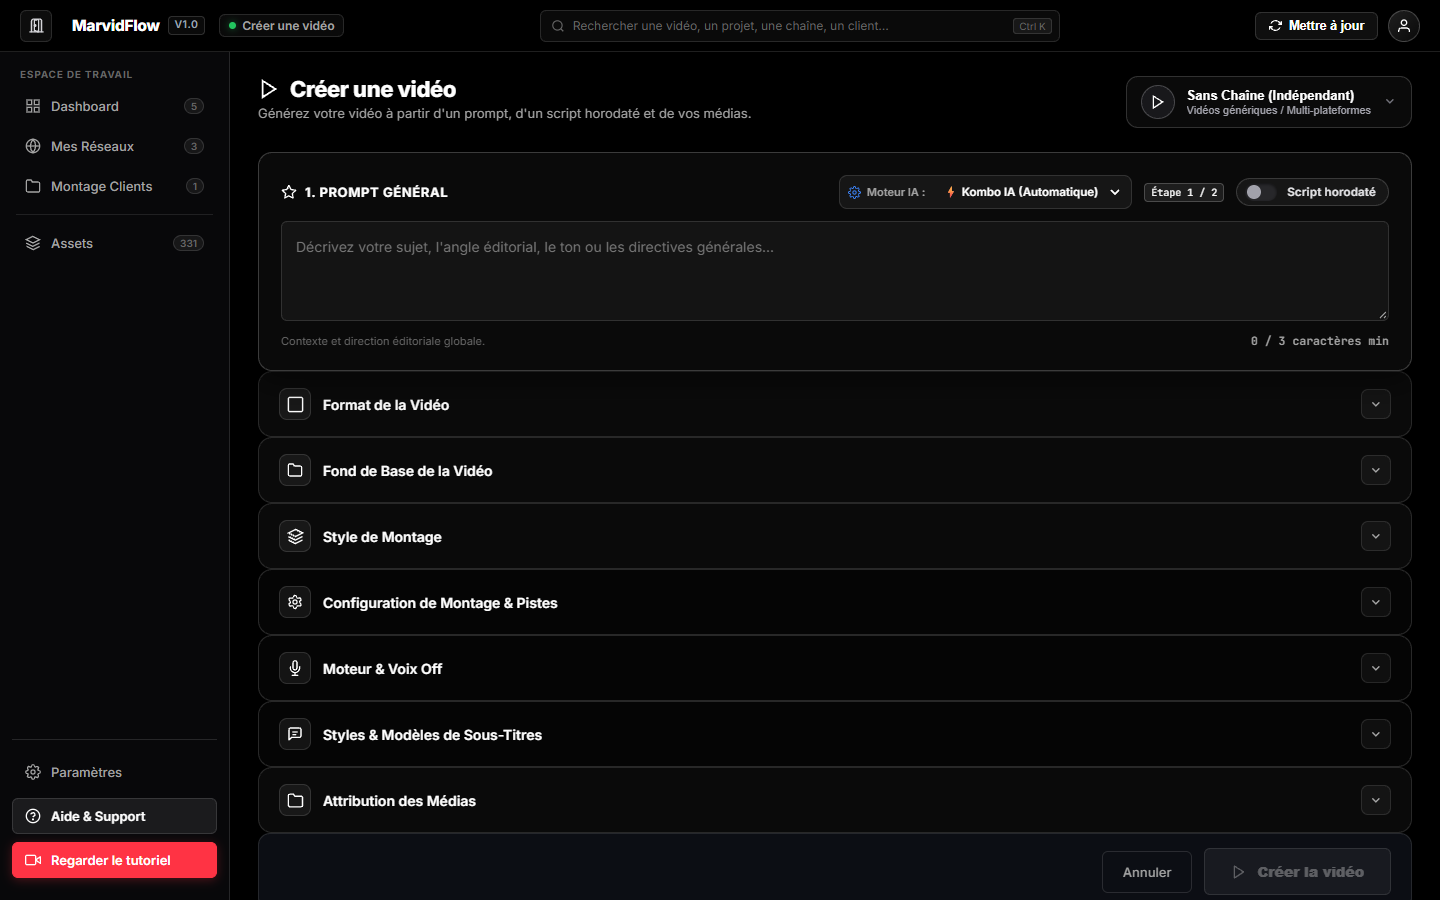 MarvidFlow V1.0 Créer une vidéo
Rechercher une vidéo, un projet, une chaîne, un client... Ctrl K
Mettre à jour
ESPACE DE TRAVAIL
Dashboard 5
Mes Réseaux 3
Montage Clients 1
Assets 331
Paramètres
Aide & Support
Regarder le tutoriel
Créer une vidéo
Générez votre vidéo à partir d'un prompt, d'un script horodaté et de vos médias.
Sans Chaîne (Indépendant)
Vidéos génériques / Multi-plateformes
1. PROMPT GÉNÉRAL
Moteur IA : Kombo IA (Automatique)
Étape 1 / 2
Script horodaté
Décrivez votre sujet, l'angle éditorial, le ton ou les directives générales...
Contexte et direction éditoriale globale.
0 / 3 caractères min
Format de la Vidéo
Fond de Base de la Vidéo
Style de Montage
Configuration de Montage & Pistes
Moteur & Voix Off
Styles & Modèles de Sous-Titres
Attribution des Médias
Annuler
Créer la vidéo